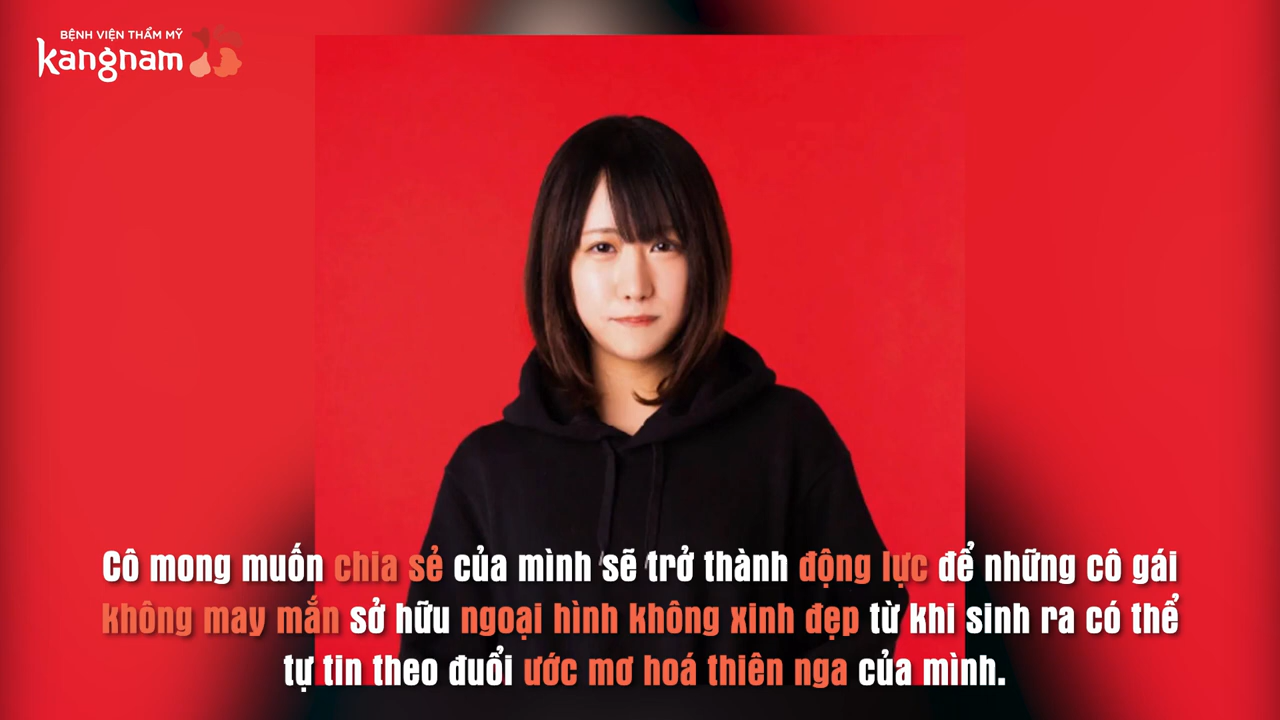 BỆNH VIỆN THẨM MỸ
kangnam
Cô mong muốn chia sẻ của mình sẽ trở thành động lực để những cô gái
không may mắn sở hữu ngoại hình không xinh đẹp từ khi sinh ra có thể
tự tin theo đuổi ước mơ hoá thiên nga của mình.